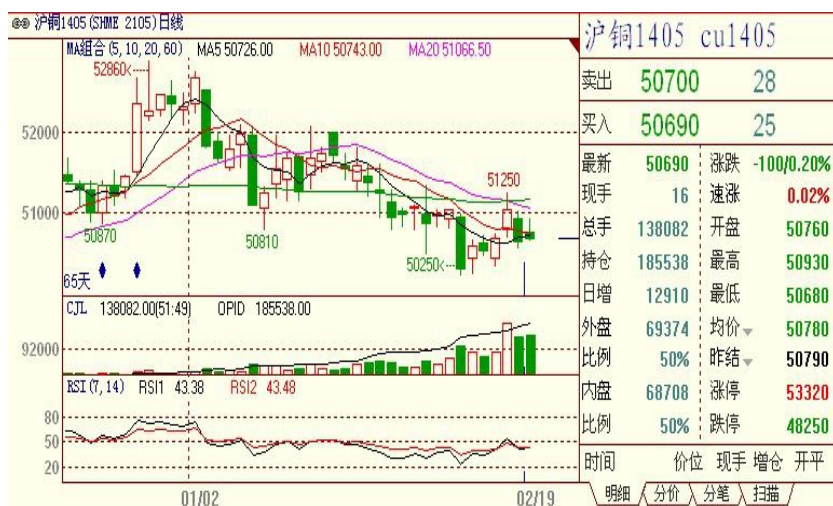 沪铜1405(SHME 2105)日线
MA组合(5,10,20,60) MA5 50726.00 MA10 50743.00 MA20 51066.50
52860
52000
51250
51000
50870
50810
50250
65天
CJL 138082.00(51:49) OPID 185538.00
92000
RSI(7,14) RSI1 43.38 RSI2 43.48
80
50
20
01/02 02/19
沪铜1405 cu1405
卖出 50700 28
买入 50690 25
最新 50690 涨跌 -100/0.20%
现手 16 速涨 0.02%
总手 138082 开盘 50760
持仓 185538 最高 50930
日增 12910 最低 50680
外盘 69374 均价 50780
比例 50% 昨结 50790
内盘 68708 涨停 53320
比例 50% 跌停 48250
时间 价位 现手 增仓 开平
明细 分价 分笔 扫描